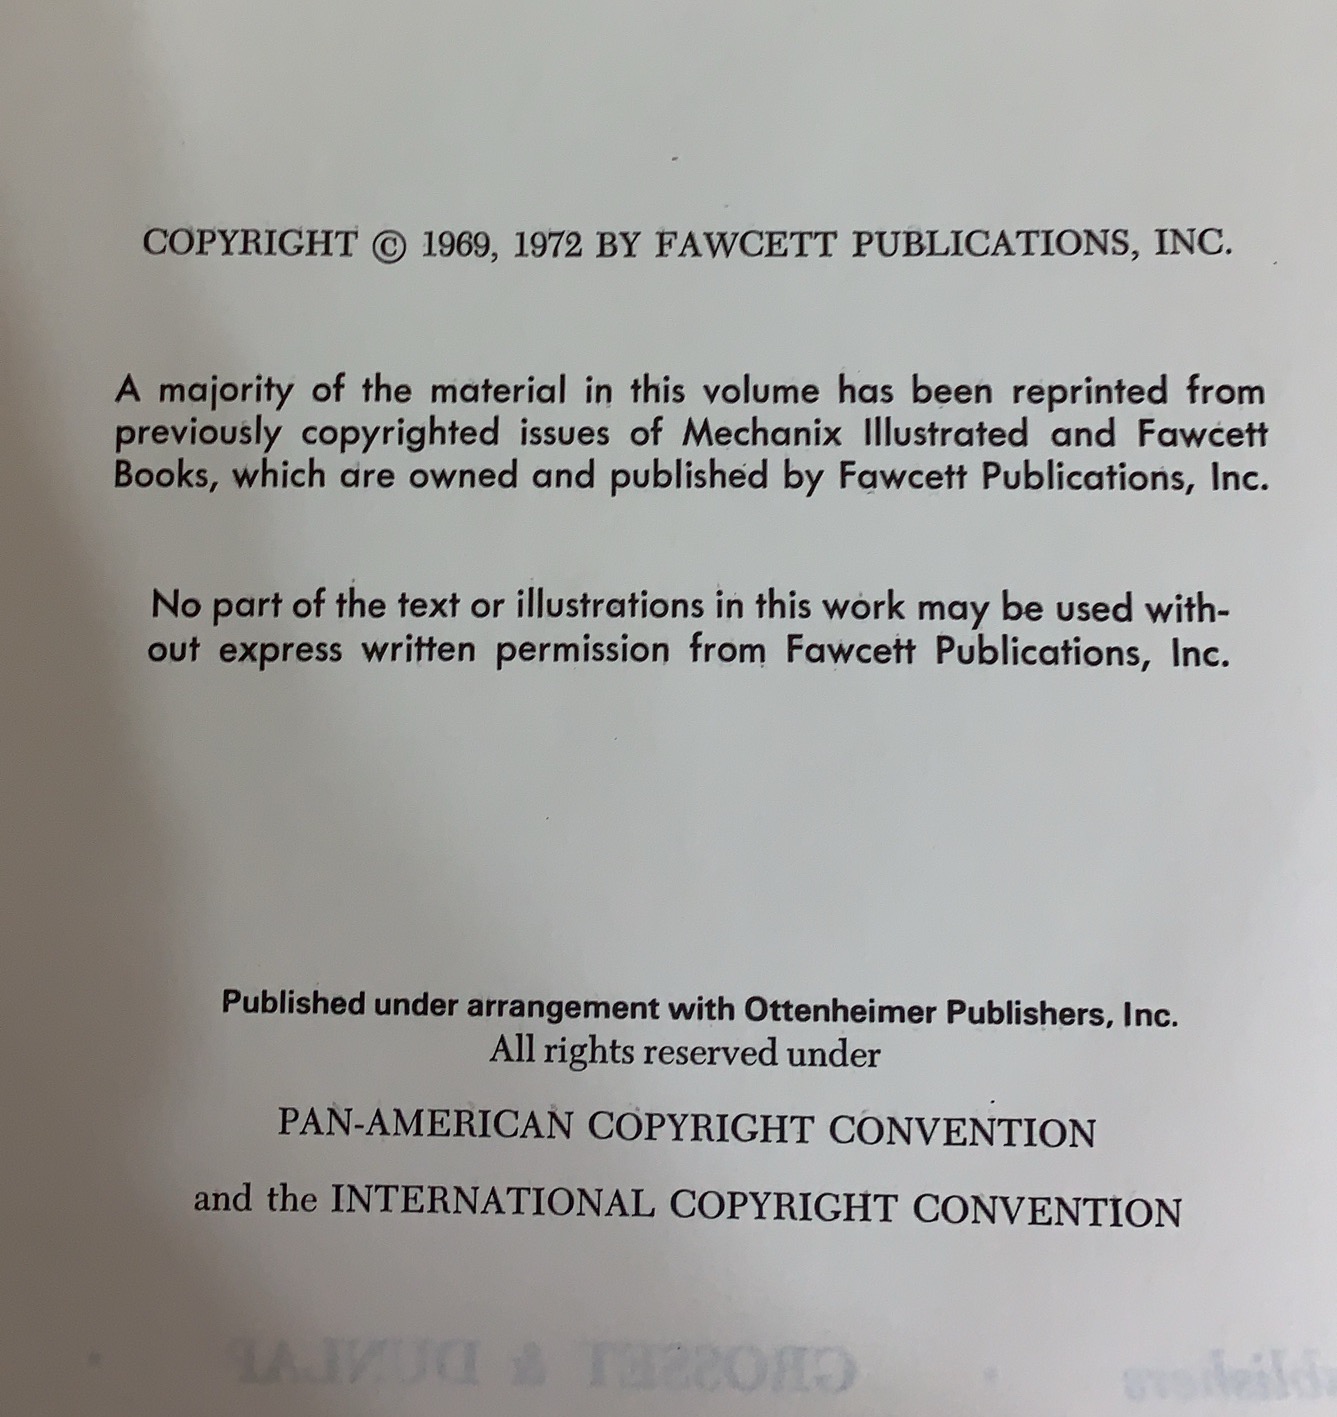 COPYRIGHT © 1969, 1972 BY FAWCETT PUBLICATIONS, INC.
A majority of the material in this volume has been reprinted from
previously copyrighted issues of Mechanix Illustrated and Fawcett
Books, which are owned and published by Fawcett Publications, Inc.
No part of the text or illustrations in this work may be used with-
out express written permission from Fawcett Publications, Inc.
Published under arrangement with Ottenheimer Publishers, Inc.
All rights reserved under
PAN-AMERICAN COPYRIGHT CONVENTION
and the INTERNATIONAL COPYRIGHT CONVENTION
GROSSET & DUNLAP